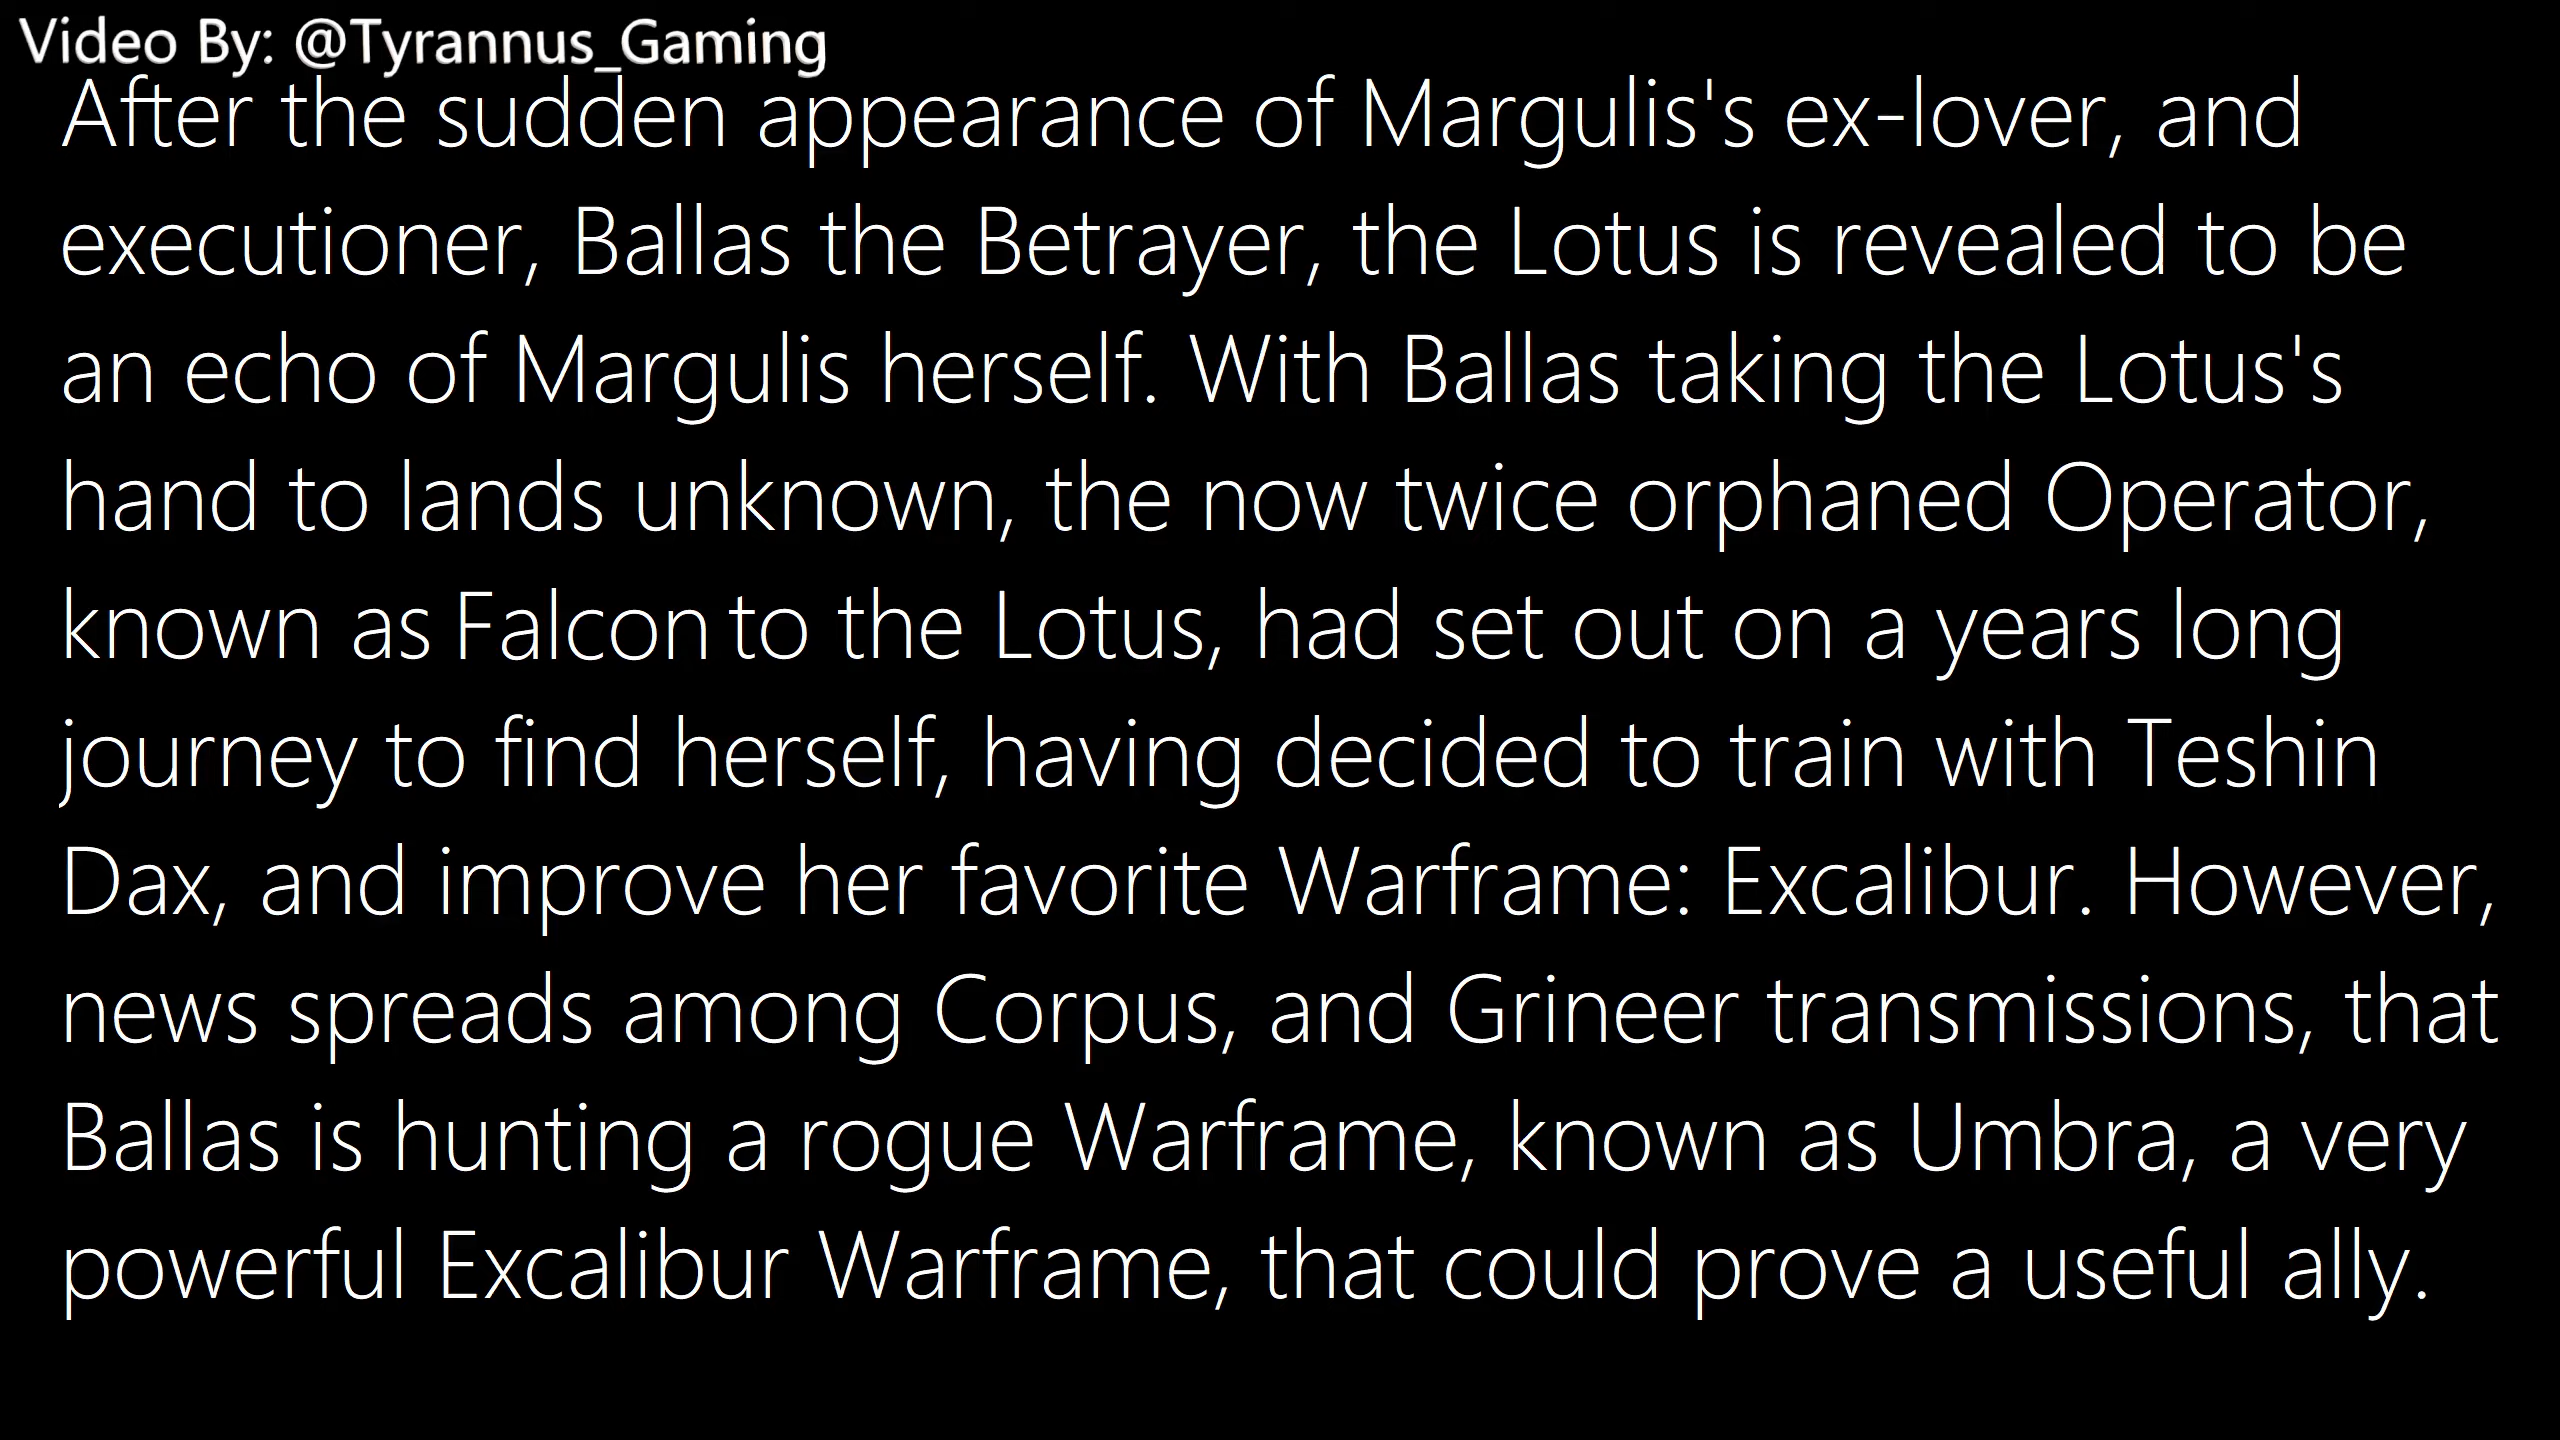 Video By: @Tyrannus_Gaming
After the sudden appearance of Margulis's ex-lover, and
executioner, Ballas the Betrayer, the Lotus is revealed to be
an echo of Margulis herself. With Ballas taking the Lotus's
hand to lands unknown, the now twice orphaned Operator,
known as Falcon to the Lotus, had set out on a years long
journey to find herself, having decided to train with Teshin
Dax, and improve her favorite Warframe: Excalibur. However,
news spreads among Corpus, and Grineer transmissions, that
Ballas is hunting a rogue Warframe, known as Umbra, a very
powerful Excalibur Warframe, that could prove a useful ally.